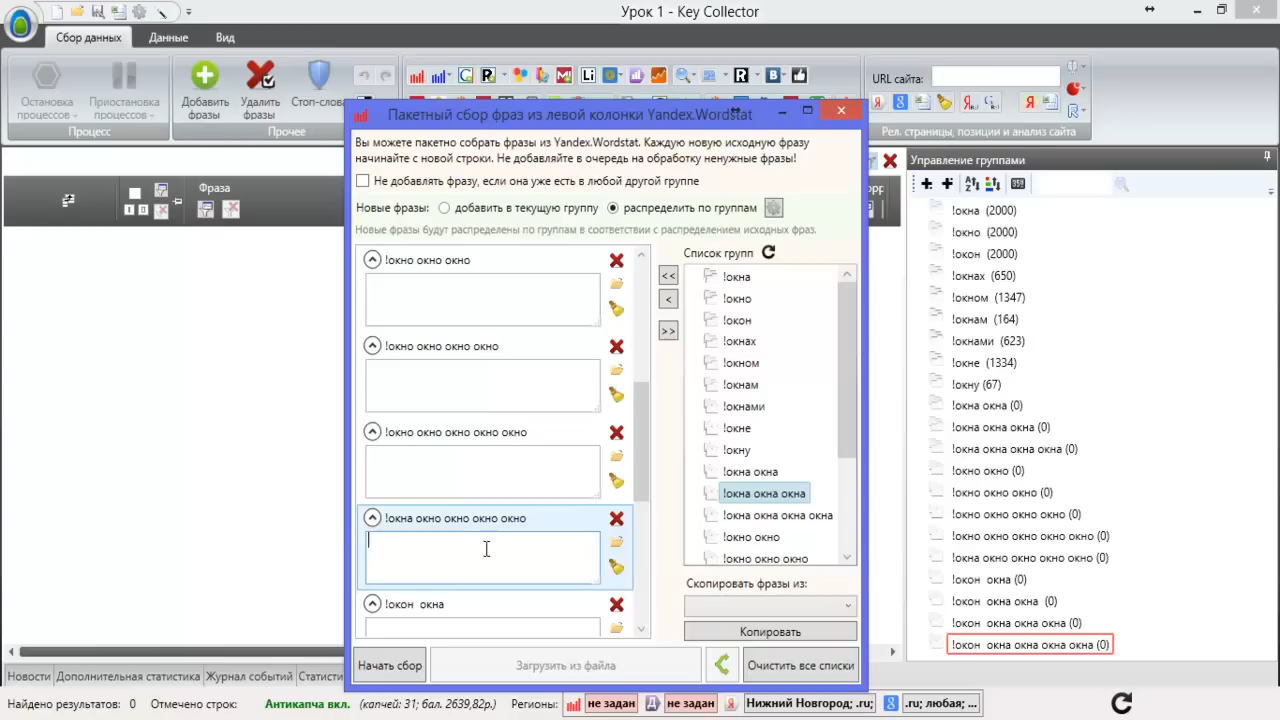 Урок 1 - Key Collector
Сбор данных
Данные
Вид
Остановка процессов
Приостановка процессов
Процесс
Добавить фразы
Удалить фразы
Стоп-слова
Прочее
URL сайта:
Рел. страницы, позиции и анализ сайта
Фраза
Пакетный сбор фраз из левой колонки Yandex.Wordstat
Вы можете пакетно собрать фразы из Yandex.Wordstat. Каждую новую исходную фразу
начинайте с новой строки. Не добавляйте в очередь на обработку ненужные фразы!
Не добавлять фразу, если она уже есть в любой другой группе
Новые фразы: добавить в текущую группу распределить по группам
Новые фразы будут распределены по группам в соответствии с распределением исходных фраз.
!окно окно окно
!окно окно окно окно
!окно окно окно окно окно
!окна окно окно окно окно
!окон  окна
<<
<
>>
Список групп
!окна
!окно
!окон
!окнах
!окном
!окнам
!окнами
!окне
!окну
!окна окна
!окна окна окна
!окна окна окна окна
!окно окно
!окно окно окно
Скопировать фразы из:
Копировать
Начать сбор
Загрузить из файла
Очистить все списки
Управление группами
!окна (2000)
!окно (2000)
!окон (2000)
!окнах (650)
!окном (1347)
!окнам (164)
!окнами (623)
!окне (1334)
!окну (67)
!окна окна (0)
!окна окна окна (0)
!окна окна окна окна (0)
!окно окно (0)
!окно окно окно (0)
!окно окно окно окно окно (0)
!окно окно окно окно окно (0)
!окон  окна (0)
!окон  окна окна  (0)
!окон  окна окна окна (0)
!окон  окна окна окна окна (0)
Новости
Дополнительная статистика
Журнал событий
Статисти
Найдено результатов: 0
Отмечено строк:
Антикапча вкл. (капчей: 31; бал. 2639,82р.)
Регионы:
не задан
не задан
Нижний Новгород; .ru;
.ru; любая; ...